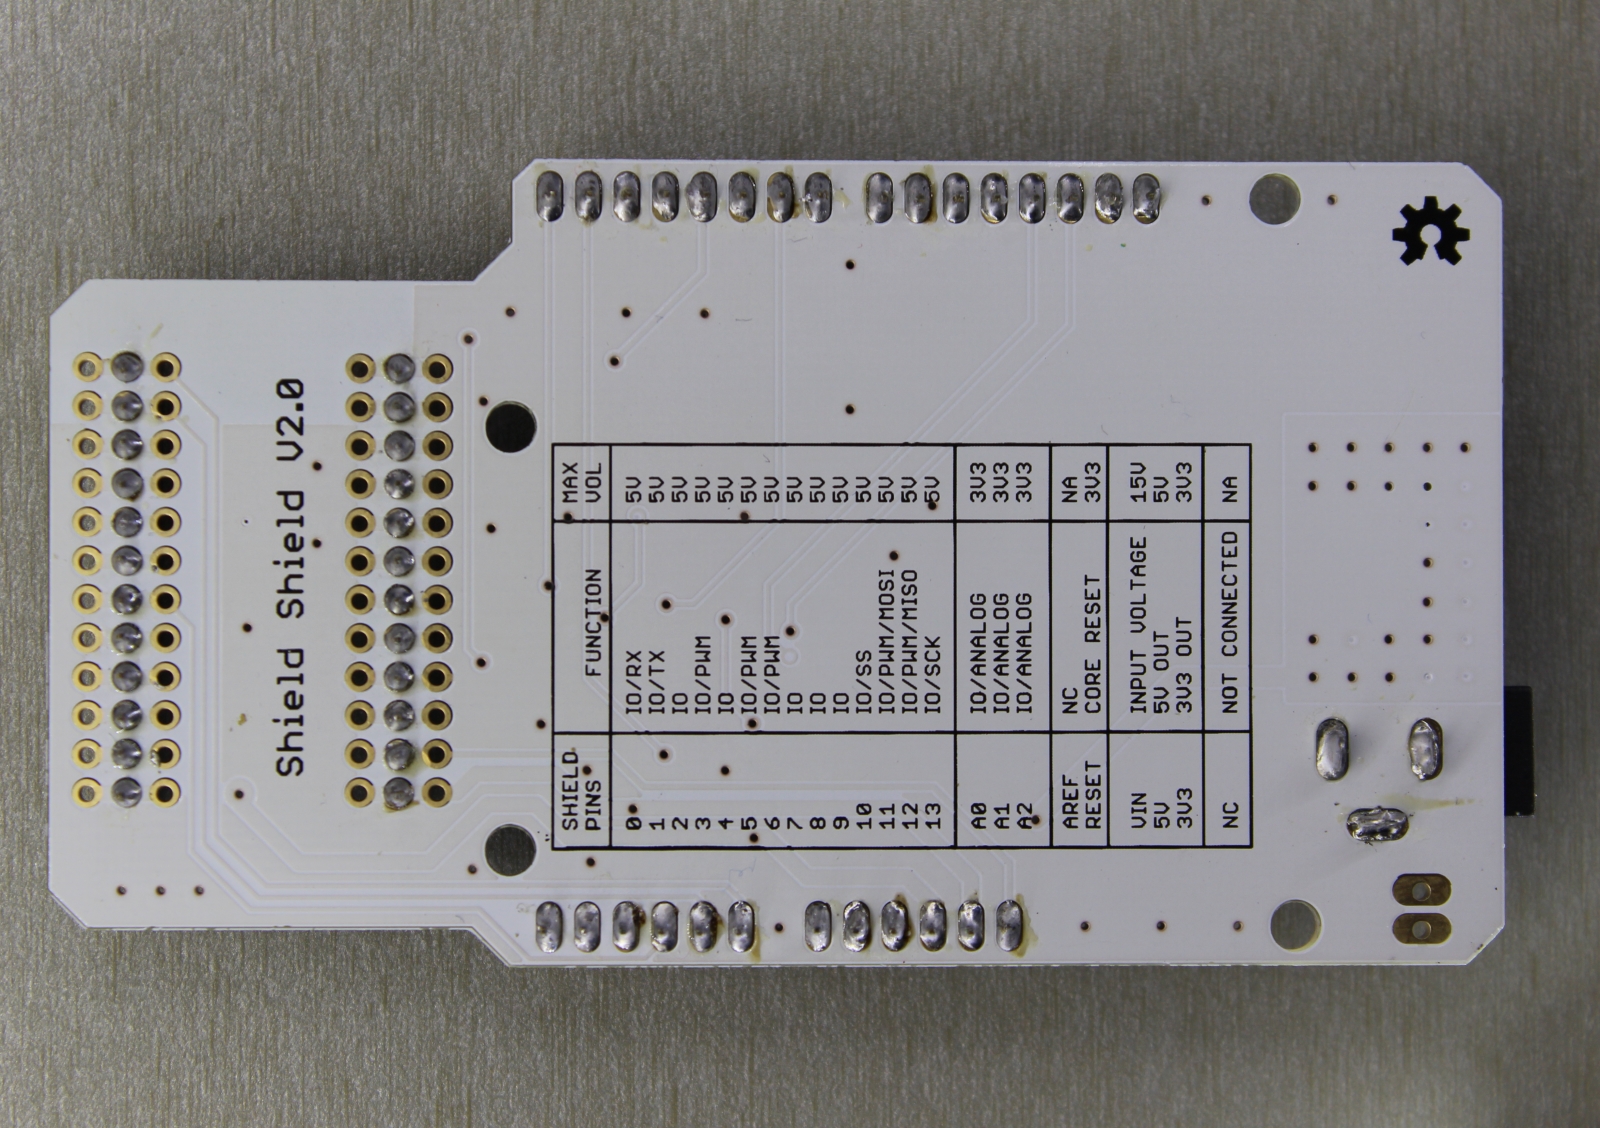 Shield Shield V2.0
SHIELD MAX
PINS FUNCTION VOL
0 IO/RX 5V
1 IO/TX 5V
2 IO 5V
3 IO/PWM 5V
4 IO 5V
5 IO/PWM 5V
6 IO/PWM 5V
7 IO 5V
8 IO 5V
9 IO 5V
10 IO/SS 5V
11 IO/PWM/MOSI 5V
12 IO/PWM/MISO 5V
13 IO/SCK 5V
A0 IO/ANALOG 3V3
A1 IO/ANALOG 3V3
A2 IO/ANALOG 3V3
AREF NC NA
RESET CORE RESET 3V3
VIN INPUT VOLTAGE 15V
5V 5V OUT 5V
3V3 3V3 OUT 3V3
NC NOT CONNECTED NA